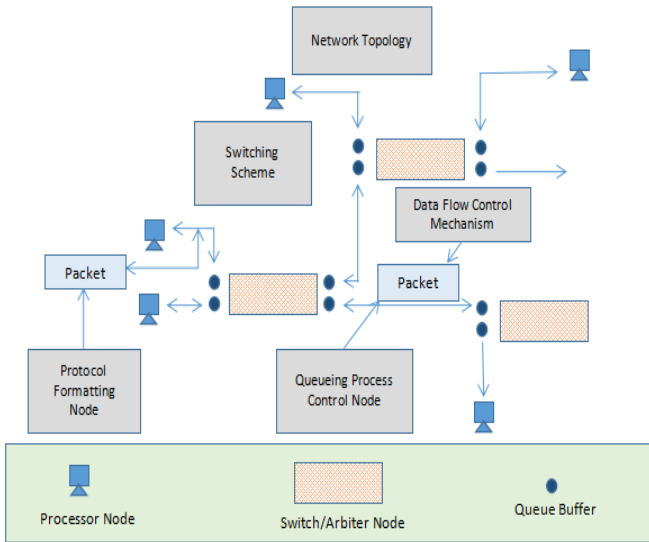 Network Topology
Switching
Scheme
Data Flow Control
Mechanism
Packet
Packet
Protocol
Formatting
Node
Queueing Process
Control Node
Processor Node
Switch/Arbiter Node
Queue Buffer